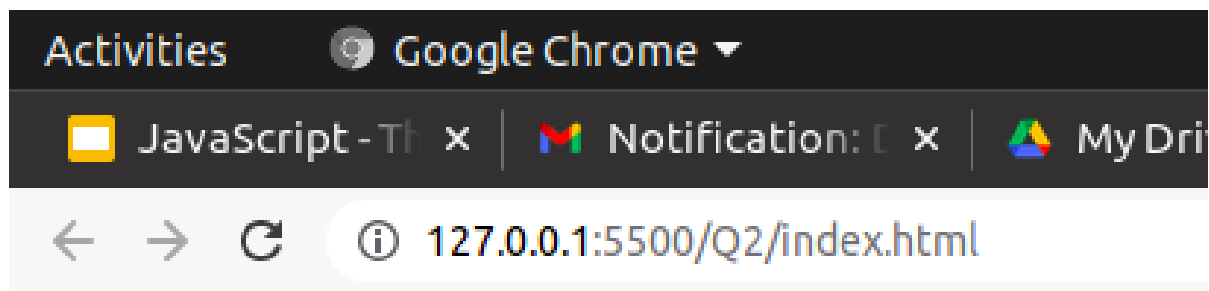 Activities Google Chrome
JavaScript - Th Notification: My Dri
127.0.0.1:5500/Q2/index.html